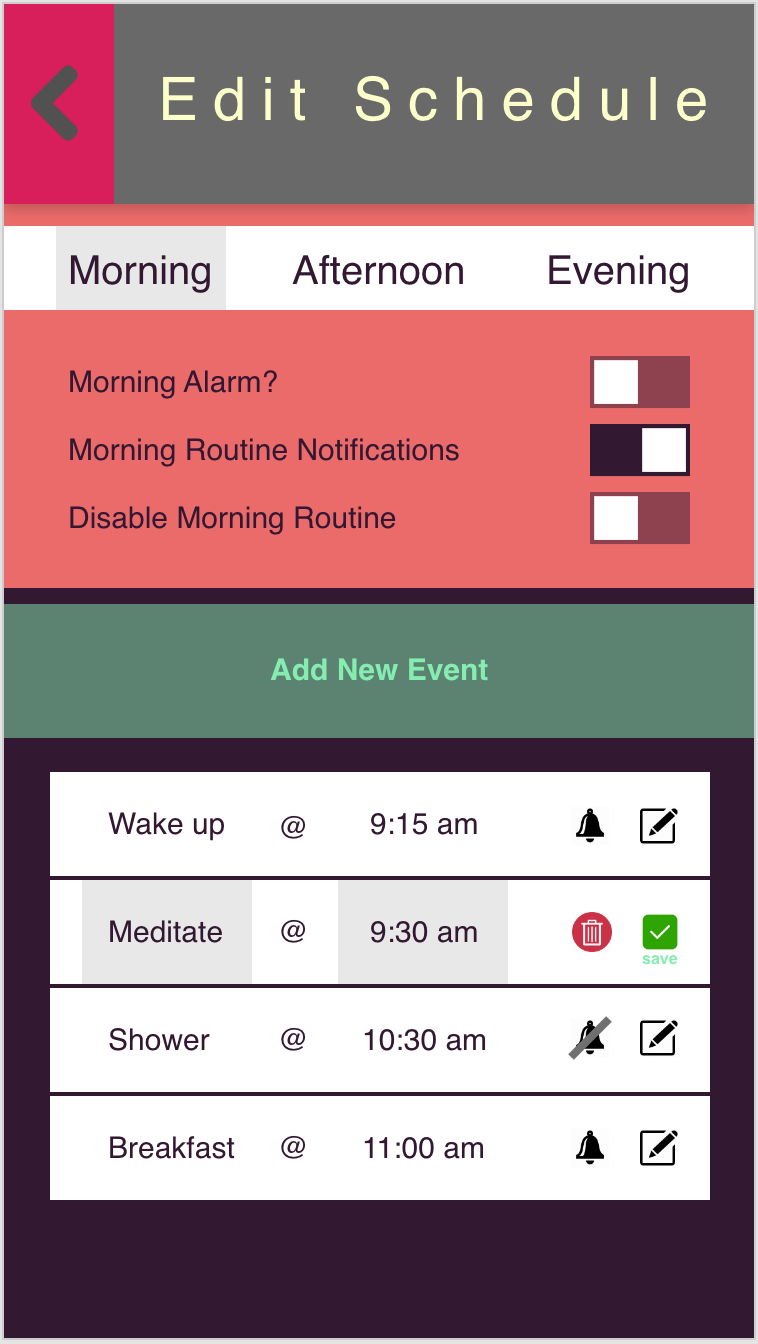 Edit Schedule
Morning Afternoon Evening
Morning Alarm?
Morning Routine Notifications
Disable Morning Routine
Add New Event
Wake up @ 9:15 am
Meditate @ 9:30 am
save
Shower @ 10:30 am
Breakfast @ 11:00 am